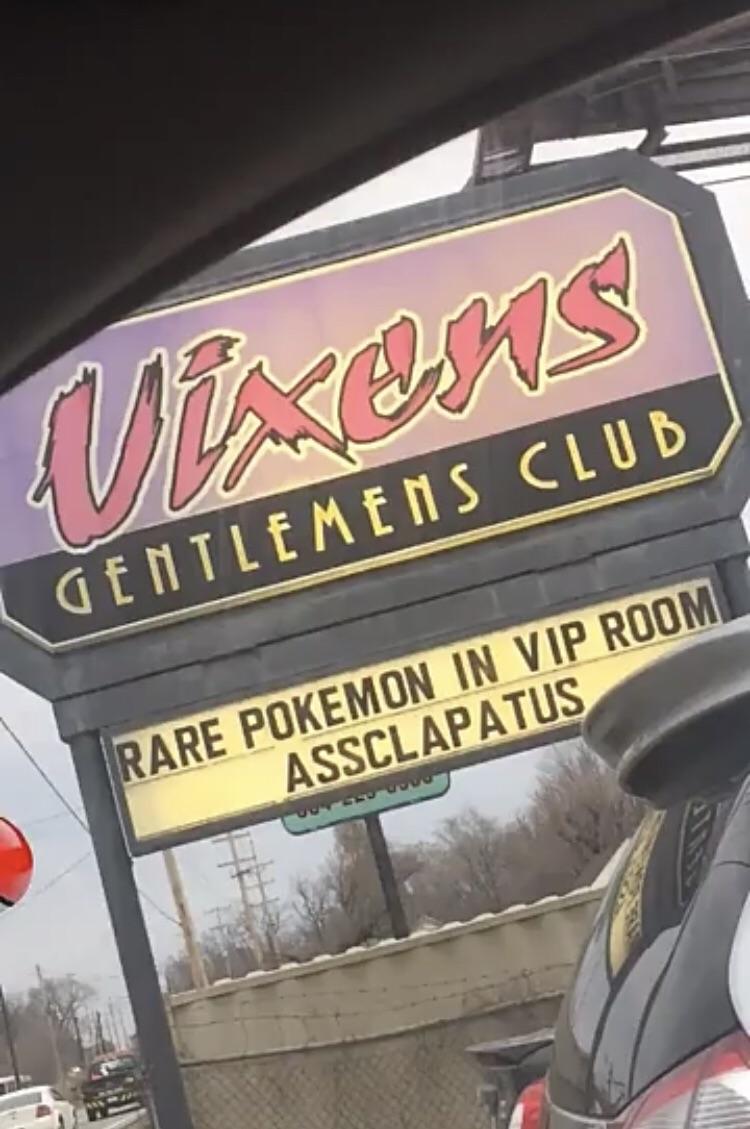 Vixens
GENTLEMENS CLUB
RARE POKEMON IN VIP ROOM
ASSCLAPATUS